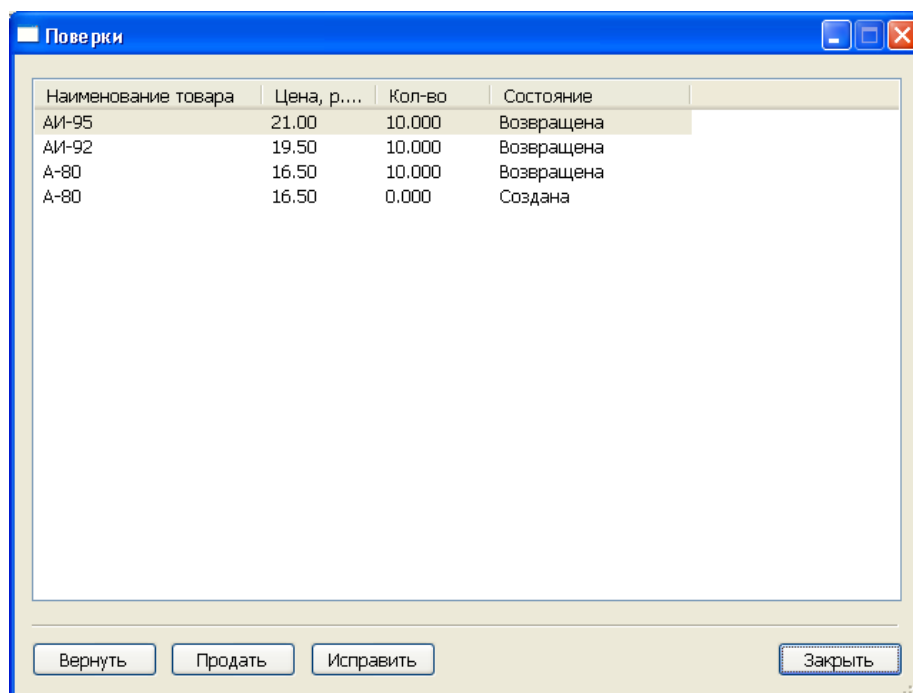 Поверки
Наименование товара Цена, р.... Кол-во Состояние
АИ-95 21.00 10.000 Возвращена
АИ-92 19.50 10.000 Возвращена
А-80 16.50 10.000 Возвращена
А-80 16.50 0.000 Создана
Вернуть Продать Исправить Закрыть